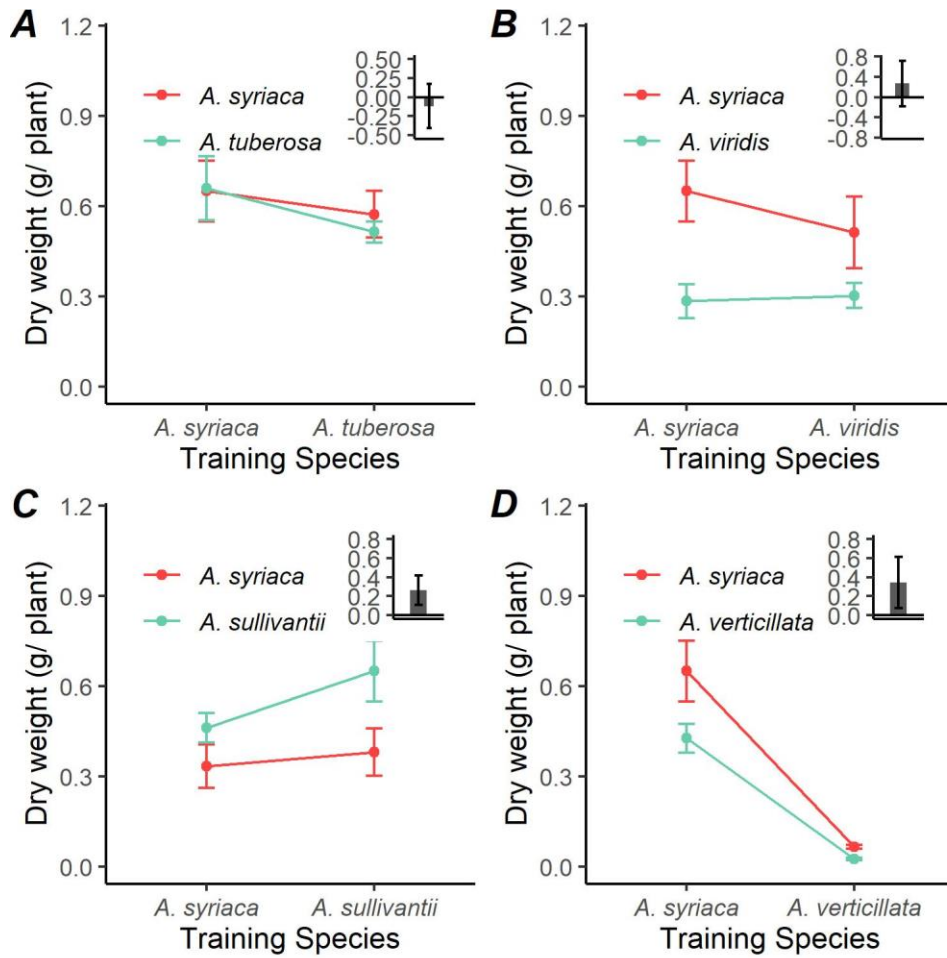 A
1.2
0.9
0.6
0.3
0.0
Dry weight (g/ plant)
A. syriaca
A. tuberosa
0.50
0.25
0.00
-0.25
-0.50
A. syriaca A. tuberosa
Training Species
B
1.2
0.9
0.6
0.3
0.0
Dry weight (g/ plant)
A. syriaca
A. viridis
0.8
0.4
0.0
-0.4
-0.8
A. syriaca A. viridis
Training Species
C
1.2
0.9
0.6
0.3
0.0
Dry weight (g/ plant)
A. syriaca
A. sullivantii
0.8
0.6
0.4
0.2
0.0
A. syriaca A. sullivantii
Training Species
D
1.2
0.9
0.6
0.3
0.0
Dry weight (g/ plant)
A. syriaca
A. verticillata
0.8
0.6
0.4
0.2
0.0
A. syriaca A. verticillata
Training Species